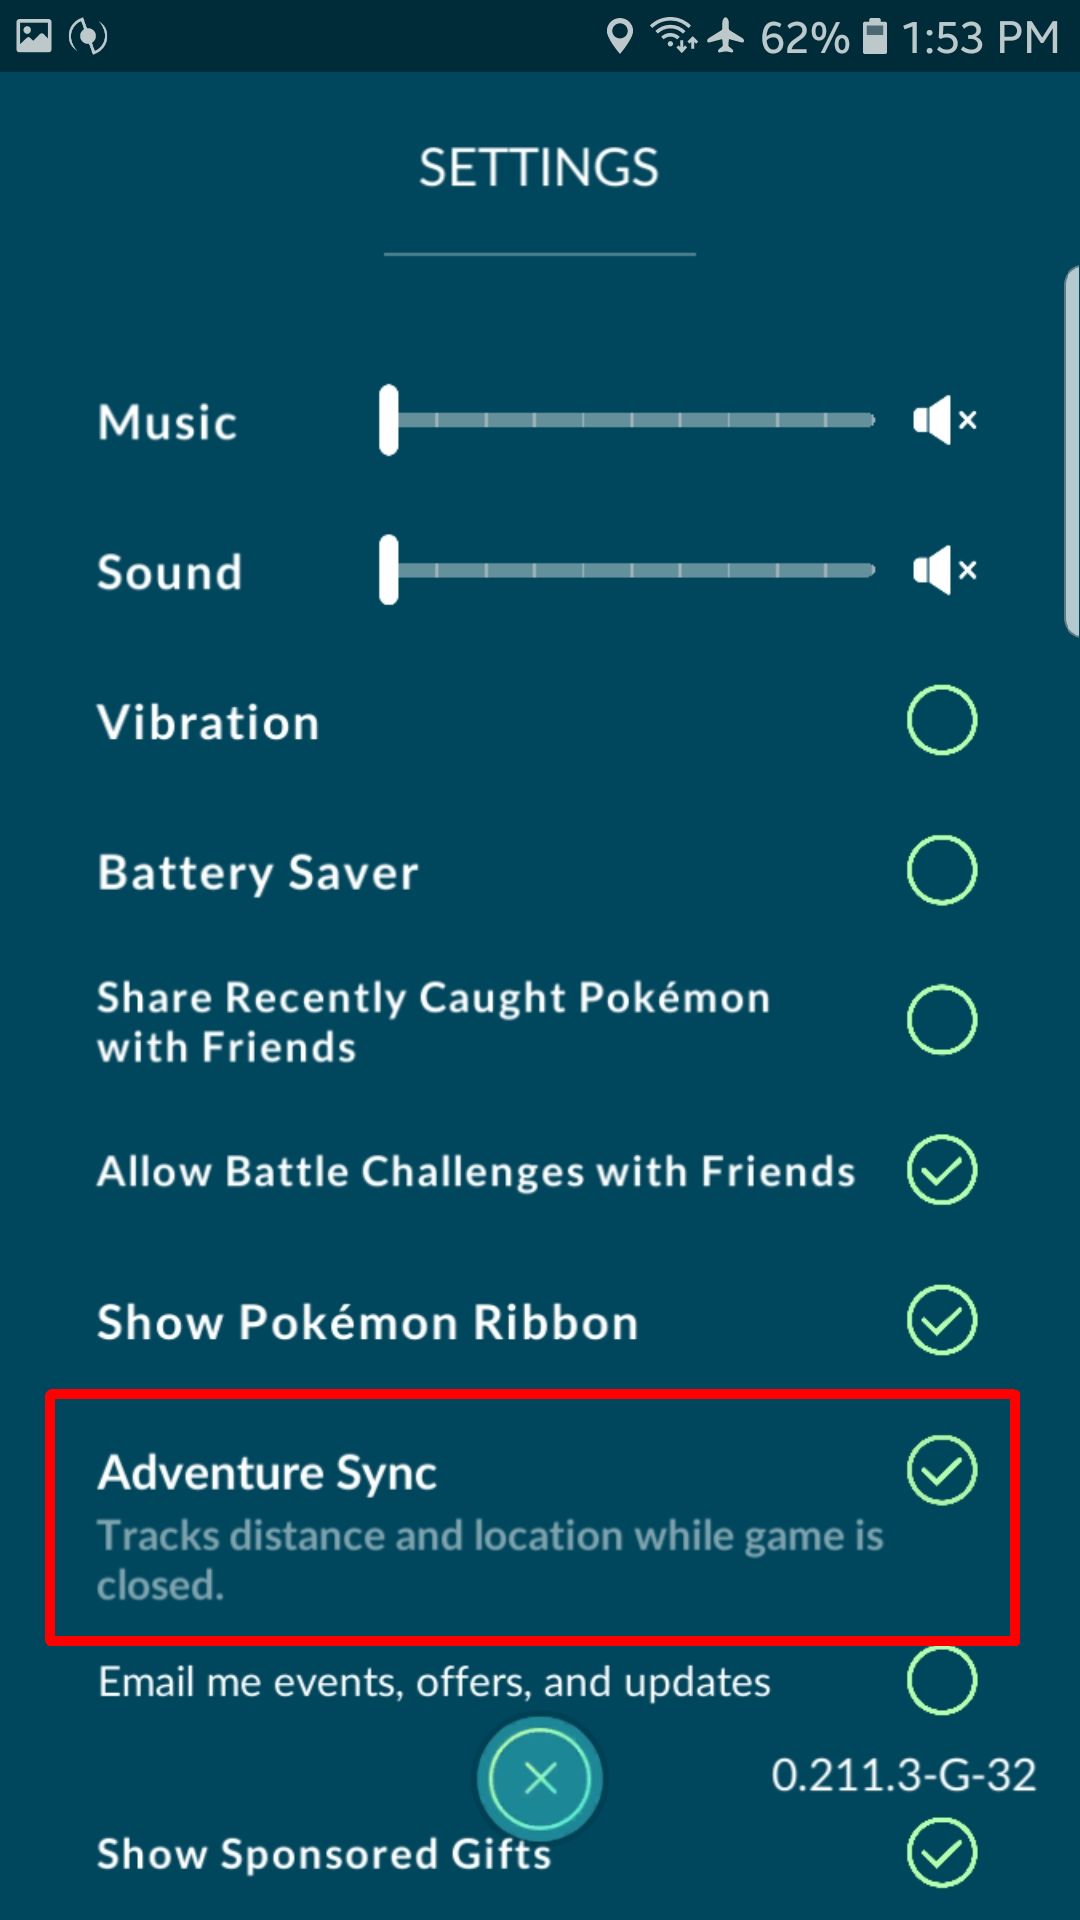 62% 1:53 PM
SETTINGS
Music
Sound
Vibration
Battery Saver
Share Recently Caught Pokémon
with Friends
Allow Battle Challenges with Friends
Show Pokémon Ribbon
Adventure Sync
Tracks distance and location while game is
closed.
Email me events, offers, and updates
0.211.3-G-32
Show Sponsored Gifts